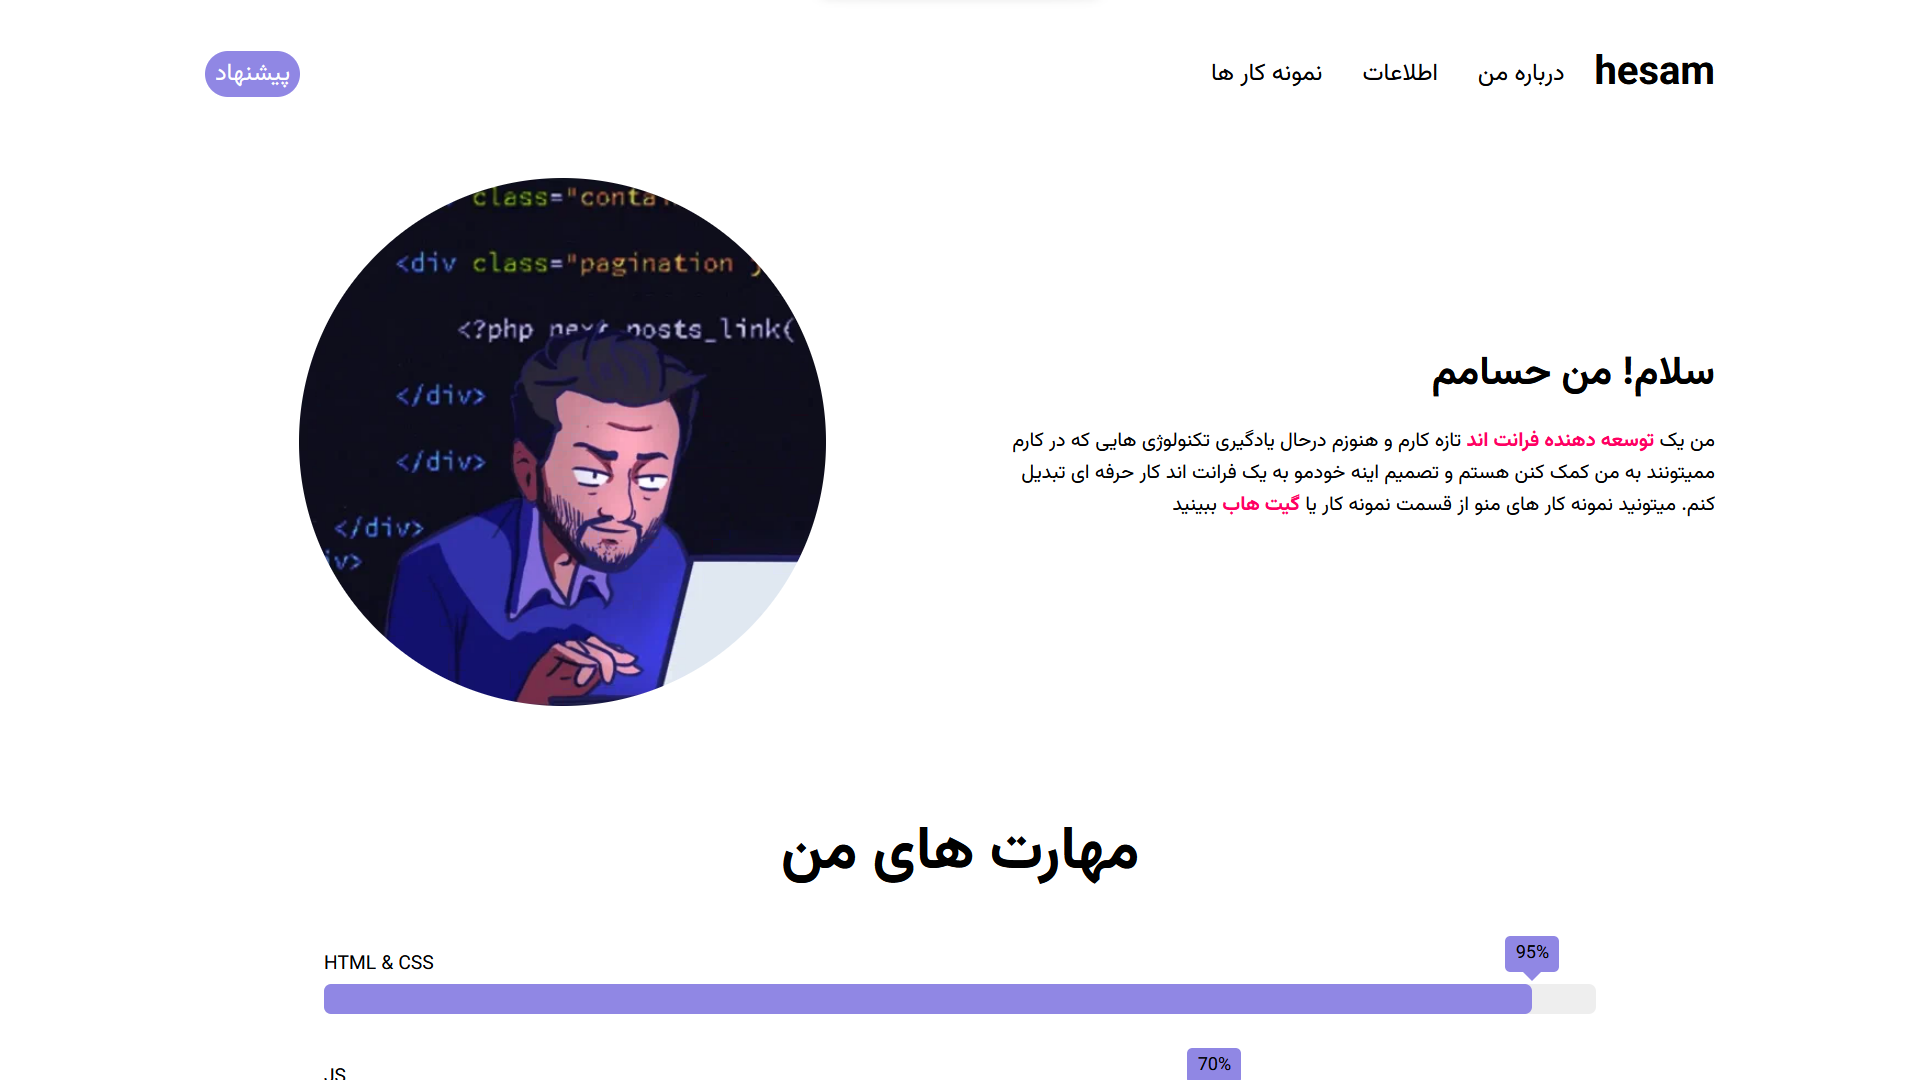 hesam
درباره من
اطلاعات
نمونه کار ها
پیشنهاد
class="conta
<div class="pagination
<?php next_posts_link(
</div>
</div>
</div>
iv>
سلام! من حسامم
من یک توسعه دهنده فرانت اند تازه کارم و هنوزم درحال یادگیری تکنولوژی هایی که در کارم
ممیتونند به من کمک کنن هستم و تصمیم اینه خودمو به یک فرانت اند کار حرفه ای تبدیل
کنم. میتونید نمونه کار های منو از قسمت نمونه کار یا گیت هاب ببینید
مهارت های من
95%
HTML & CSS
70%
JS